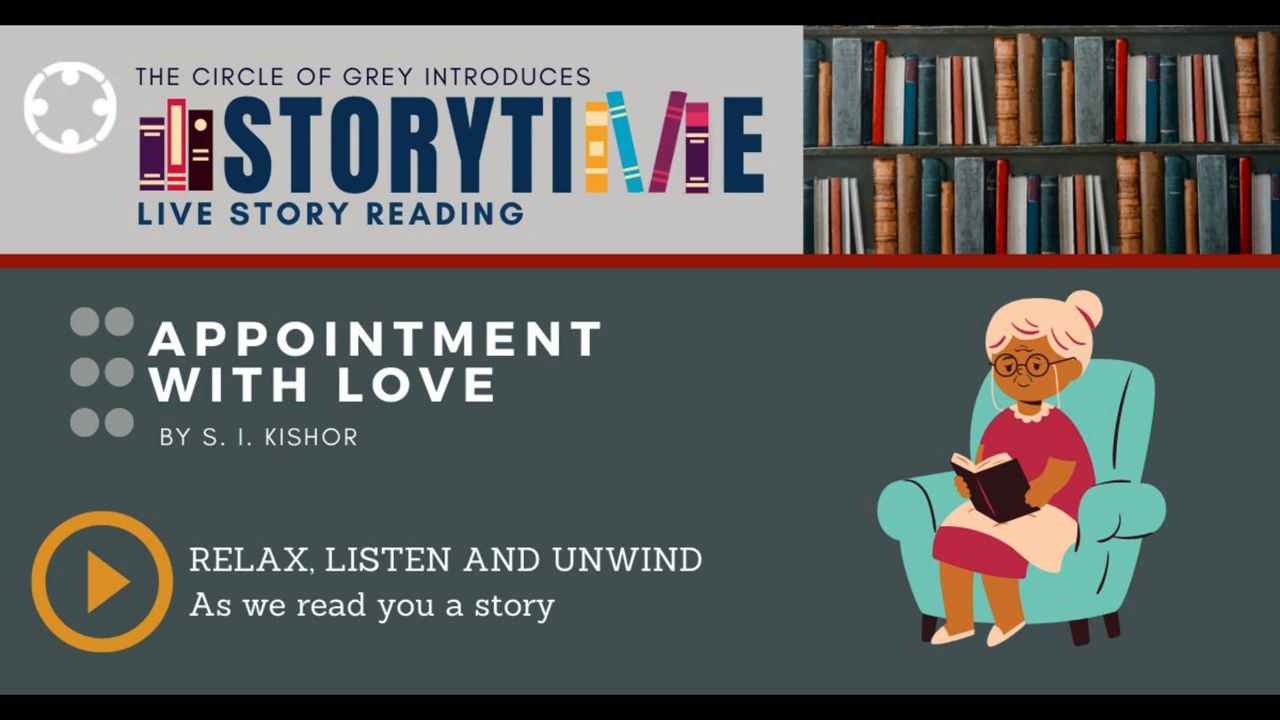 THE CIRCLE OF GREY INTRODUCES
STORYTIME
LIVE STORY READING
APPOINTMENT
WITH LOVE
BY S. I. KISHOR
RELAX, LISTEN AND UNWIND
As we read you a story